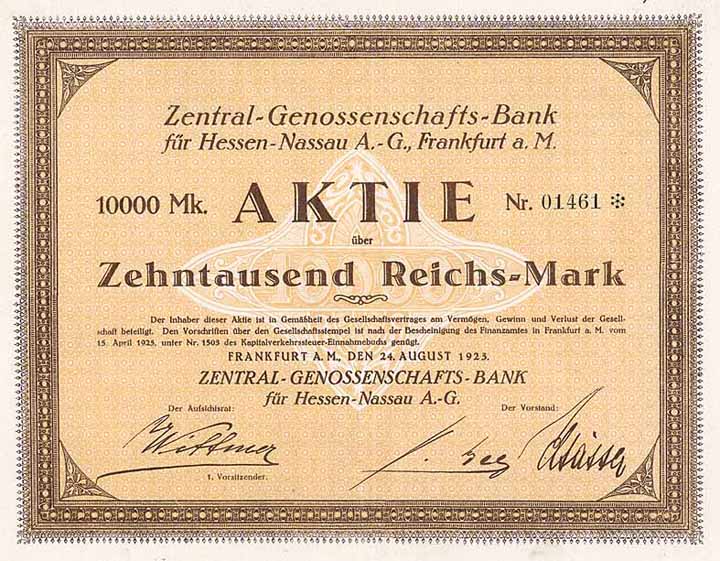 Zentral-Genossenschafts-Bank
für Hessen-Nassau A.-G., Frankfurt a. M.
10000 Mk. AKTIE Nr. 01461 ✻
über
Zehntausend Reichs-Mark
10000
Der Inhaber dieser Aktie ist in Gemäßheit des Gesellschaftsvertrages am Vermögen, Gewinn und Verlust der Gesell-
schaft beteiligt. Den Vorschriften über den Gesellschaftsstempel ist nach der Bescheinigung des Finanzamtes in Frankfurt a. M. vom
15. April 1923, unter Nr. 1503 des Kapitalverkehrssteuer-Einnahmebuchs genügt.
FRANKFURT A. M., DEN 24. AUGUST 1923.
ZENTRAL-GENOSSENSCHAFTS-BANK
für Hessen-Nassau A.-G.
Der Aufsichtsrat: Der Vorstand:
Wittmer
1. Vorsitzender.